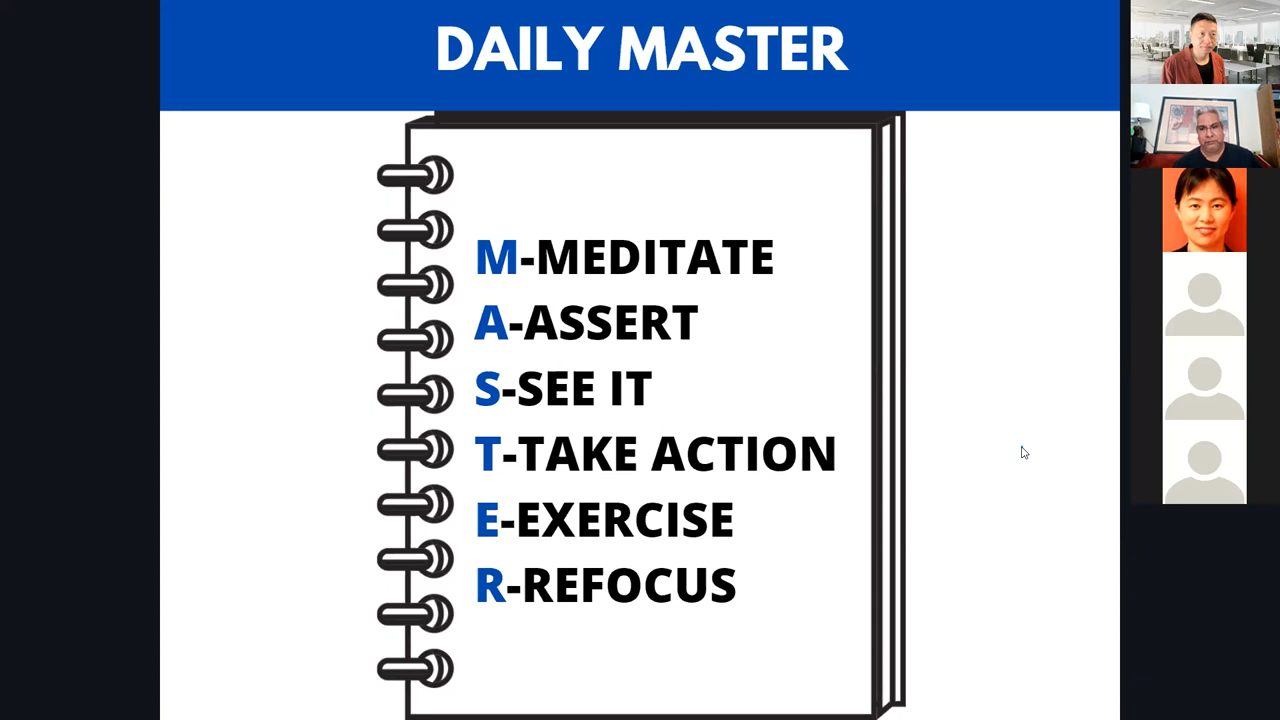 DAILY MASTER
M-MEDITATE
A-ASSERT
S-SEE IT
T-TAKE ACTION
E-EXERCISE
R-REFOCUS